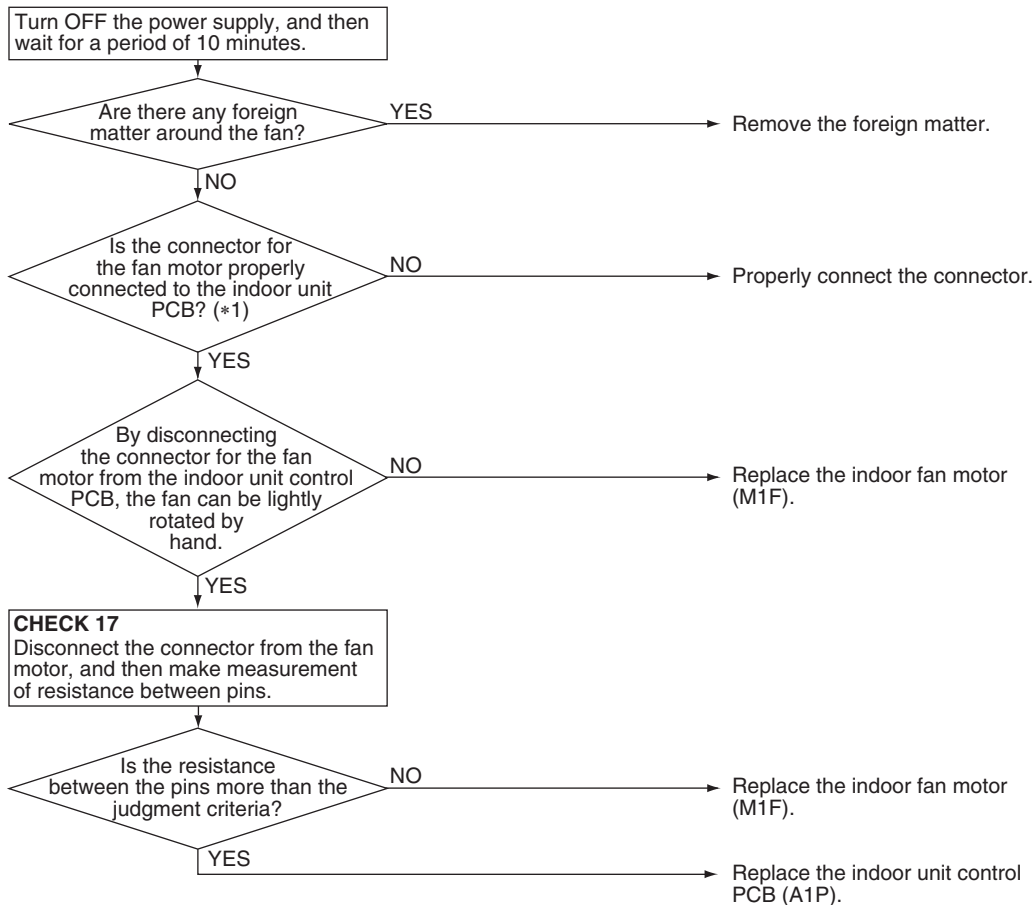 Turn OFF the power supply, and then
wait for a period of 10 minutes.
Are there any foreign
matter around the fan?
YES
Remove the foreign matter.
NO
Is the connector for
the fan motor properly
connected to the indoor unit
PCB? (∗1)
NO
Properly connect the connector.
YES
By disconnecting
the connector for the fan
motor from the indoor unit control
PCB, the fan can be lightly
rotated by
hand.
NO
Replace the indoor fan motor
(M1F).
YES
CHECK 17
Disconnect the connector from the fan
motor, and then make measurement
of resistance between pins.
Is the resistance
between the pins more than the
judgment criteria?
NO
Replace the indoor fan motor
(M1F).
YES
Replace the indoor unit control
PCB (A1P).